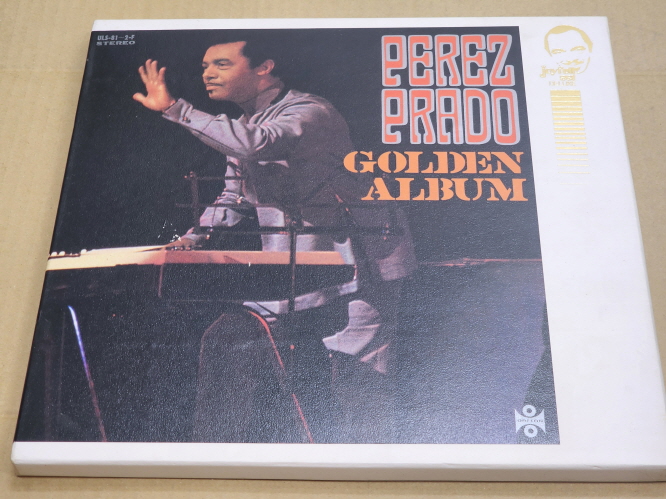 ULS-81~2-F
STEREO
PEREZ
PRADO
GOLDEN
ALBUM